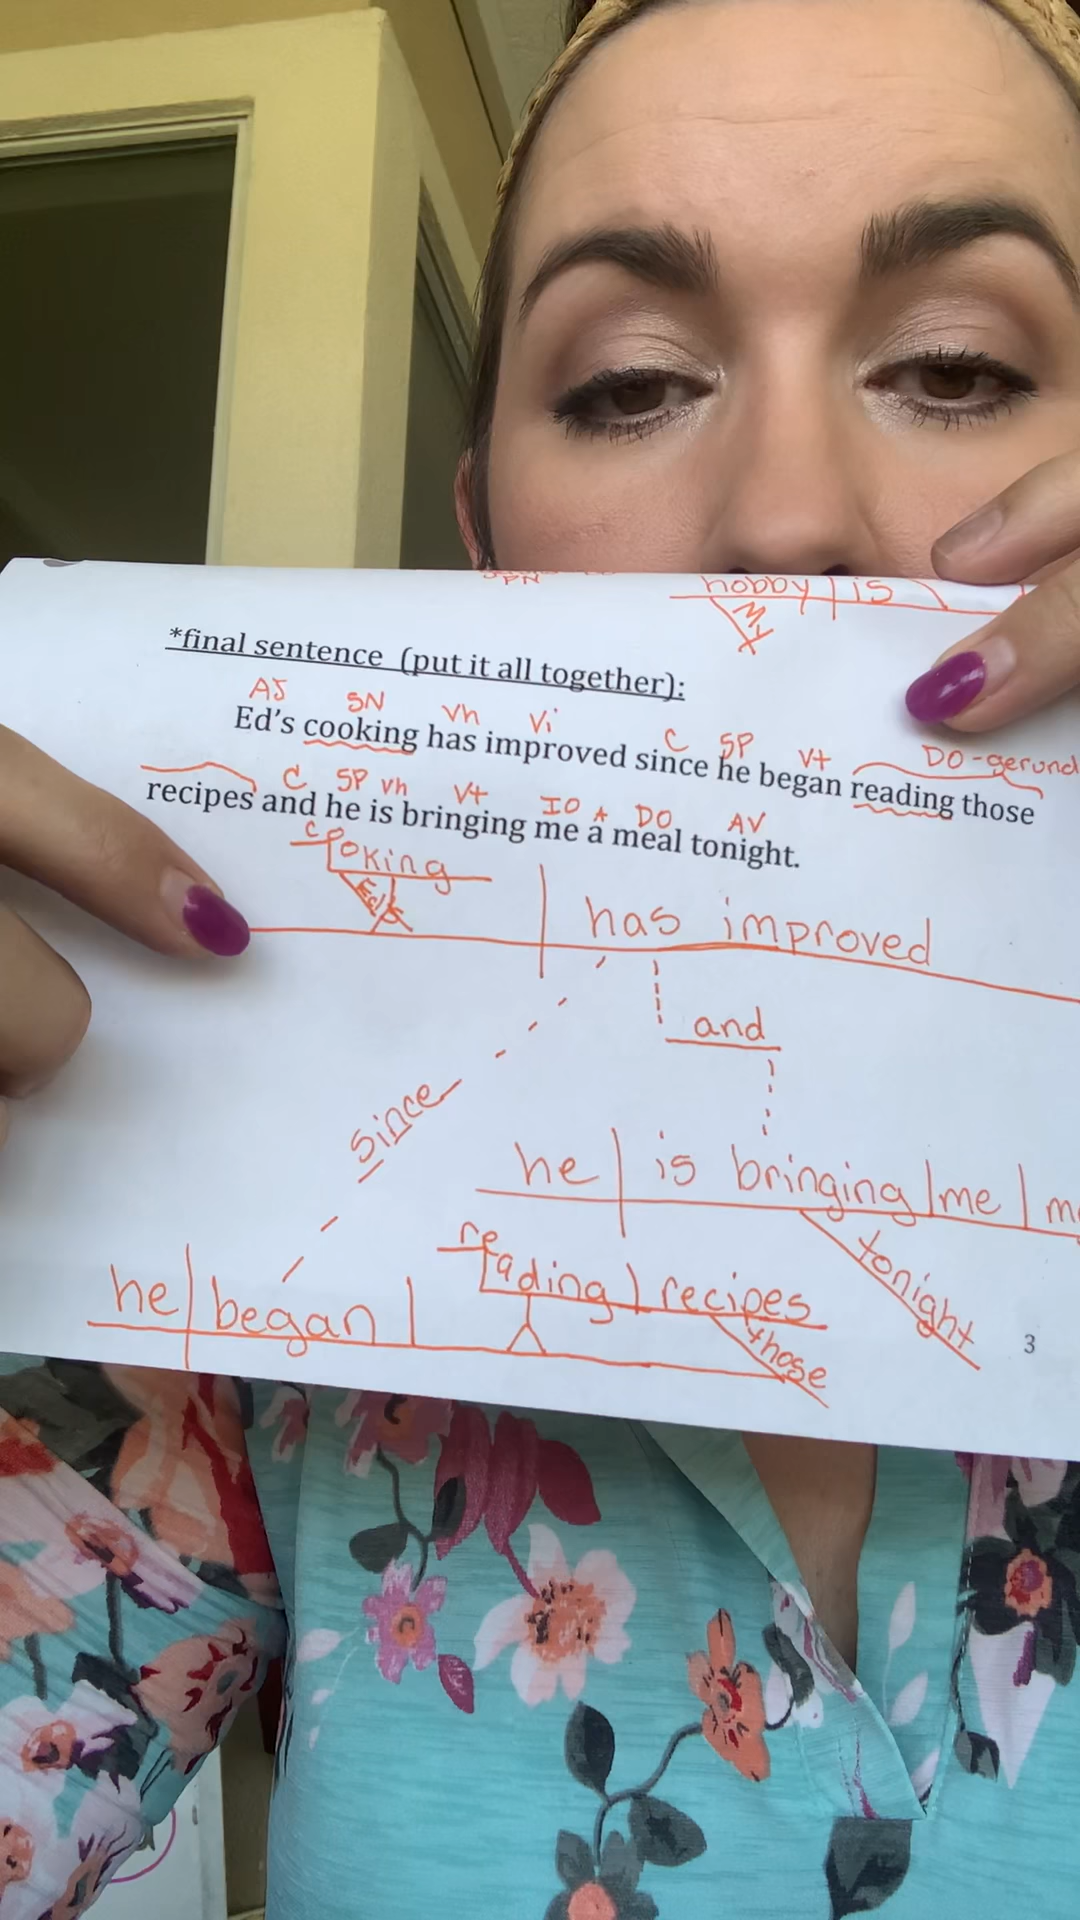 PN
hobby is
My
*final sentence (put it all together):
AJ SN Vh Vi C SP Vt DO-gerund
Ed's cooking has improved since he began reading those
C SP Vh Vt IO A DO AV
recipes and he is bringing me a meal tonight.
cooking
Ed's
has improved
and
since
he is bringing me
tonight
reading recipes
he began
those
3